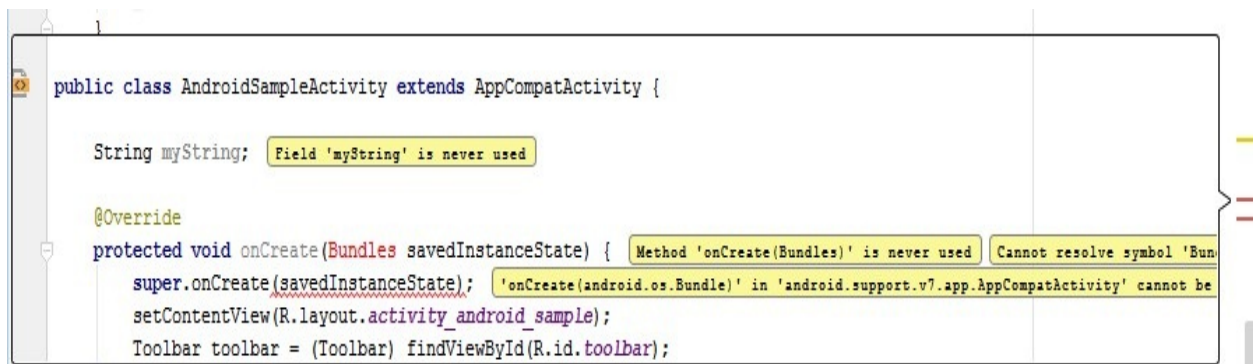 }
public class AndroidSampleActivity extends AppCompatActivity {
String myString; Field 'myString' is never used
@Override
protected void onCreate(Bundles savedInstanceState) { Method 'onCreate(Bundles)' is never used Cannot resolve symbol 'Bun
super.onCreate(savedInstanceState); 'onCreate(android.os.Bundle)' in 'android.support.v7.app.AppCompatActivity' cannot be
setContentView(R.layout.activity_android_sample);
Toolbar toolbar = (Toolbar) findViewById(R.id.toolbar);